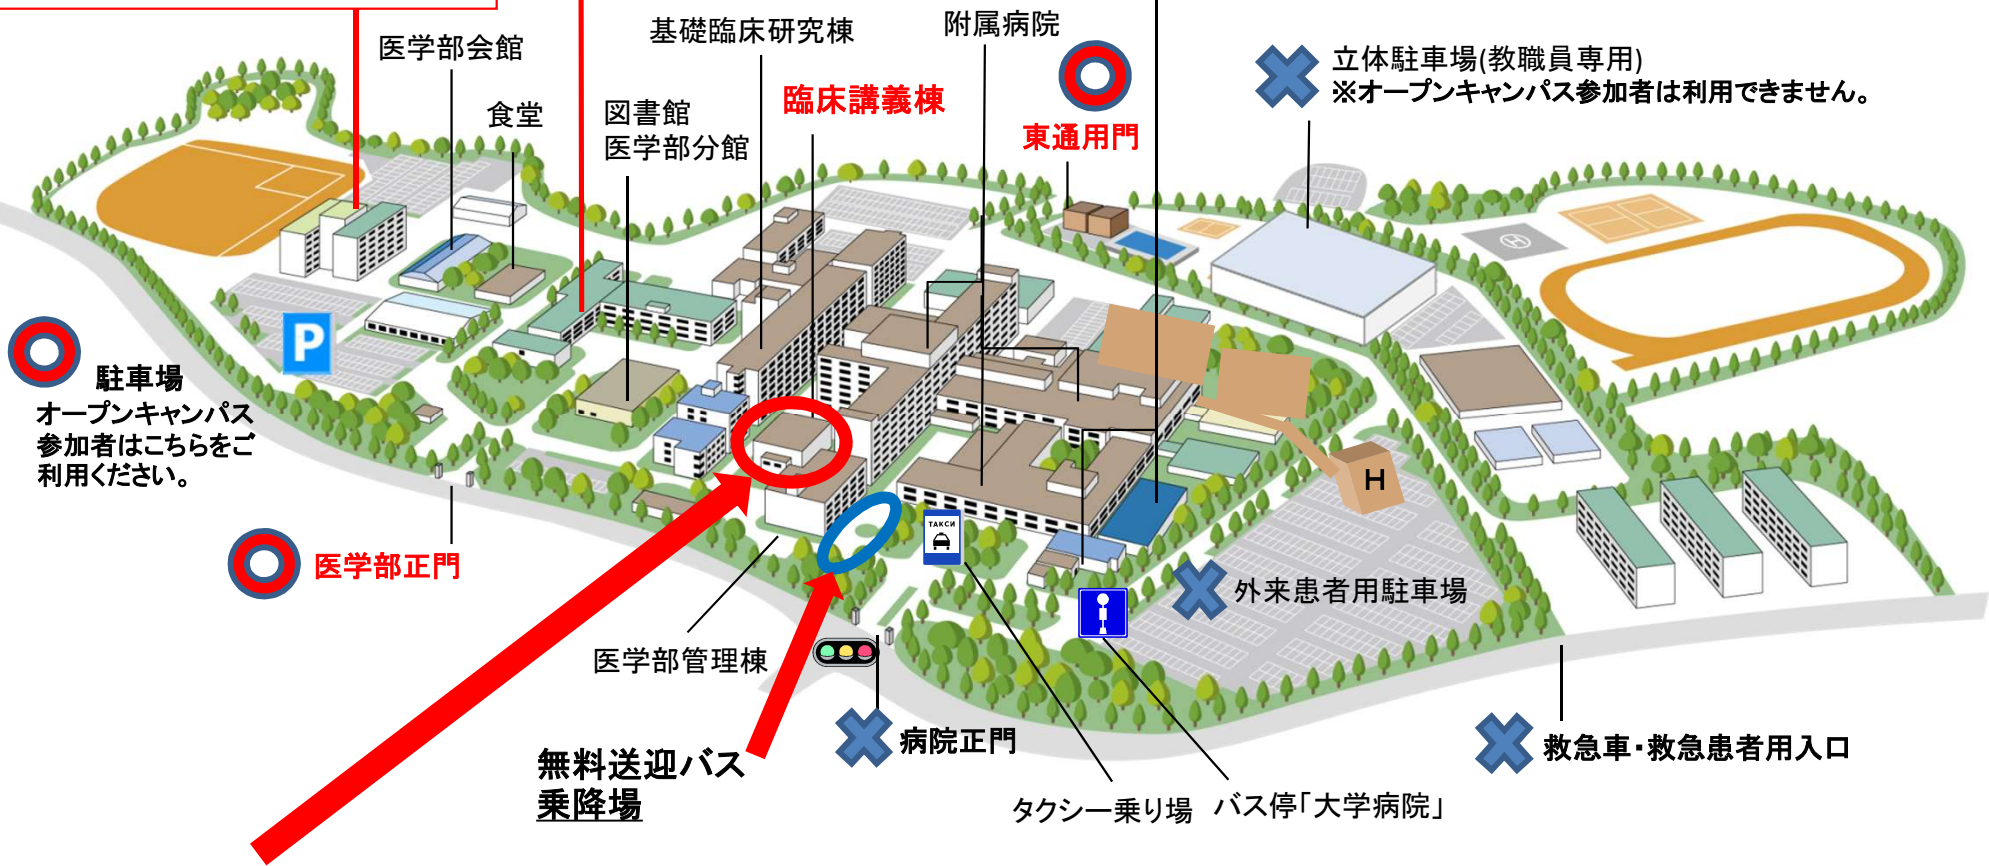 医学部会館
基礎臨床研究棟
附属病院
立体駐車場(教職員専用)
※オープンキャンパス参加者は利用できません。
食堂
図書館
医学部分館
臨床講義棟
東通用門
P
駐車場
オープンキャンパス
参加者はこちらをご
利用ください。
H
H
ТАКСИ
医学部正門
外来患者用駐車場
医学部管理棟
無料送迎バス
乗降場
病院正門
救急車・救急患者用入口
タクシー乗り場
バス停「大学病院」